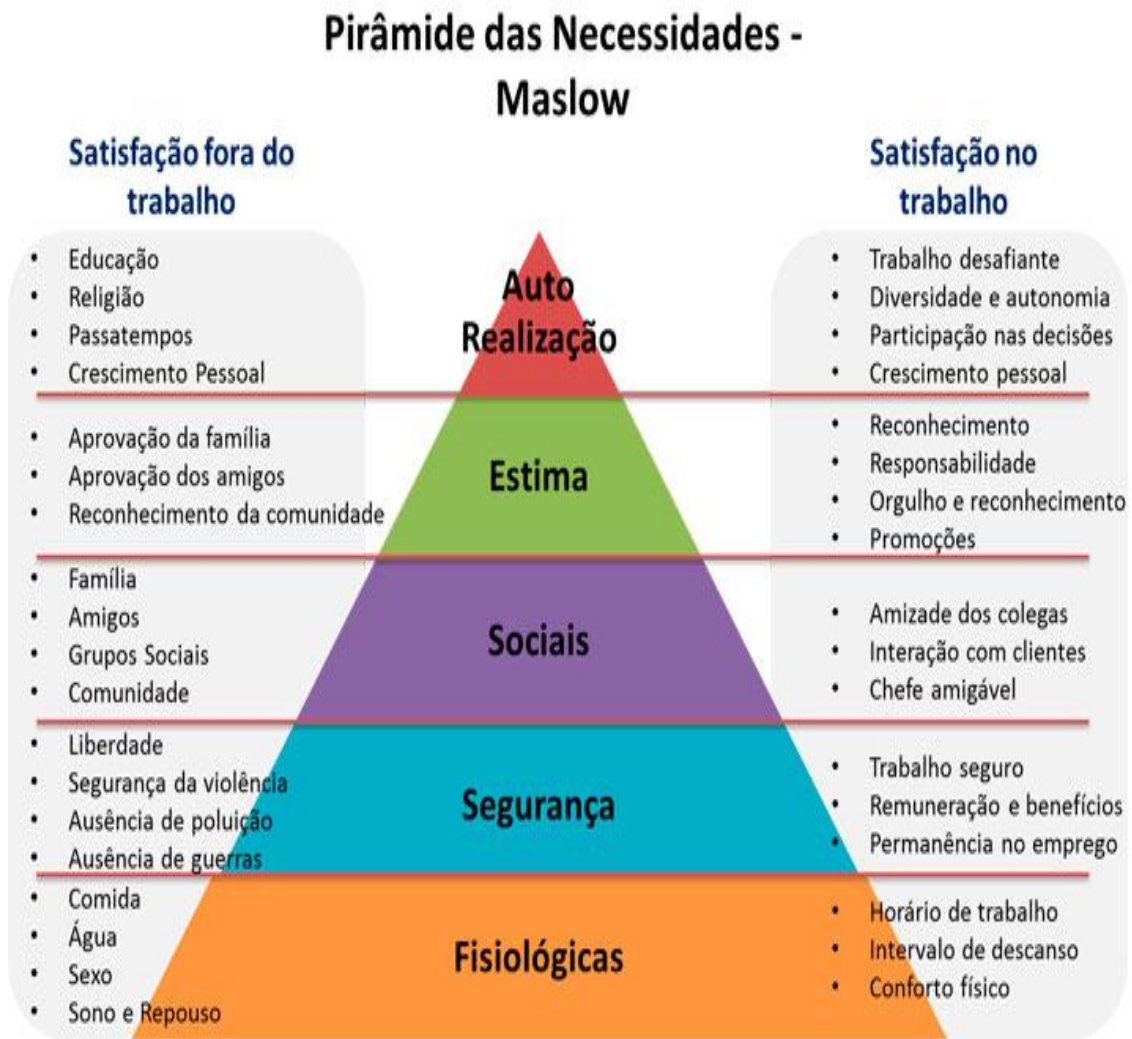 Pirâmide das Necessidades -
Maslow
Satisfação fora do
trabalho
Satisfação no
trabalho
• Educação
• Religião
• Passatempos
• Crescimento Pessoal
Auto
Realização
• Trabalho desafiante
• Diversidade e autonomia
• Participação nas decisões
• Crescimento pessoal
• Aprovação da família
• Aprovação dos amigos
• Reconhecimento da comunidade
Estima
• Reconhecimento
• Responsabilidade
• Orgulho e reconhecimento
• Promoções
• Família
• Amigos
• Grupos Sociais
• Comunidade
Sociais
• Amizade dos colegas
• Interação com clientes
• Chefe amigável
• Liberdade
• Segurança da violência
• Ausência de poluição
• Ausência de guerras
Segurança
• Trabalho seguro
• Remuneração e benefícios
• Permanência no emprego
• Comida
• Água
• Sexo
• Sono e Repouso
Fisiológicas
• Horário de trabalho
• Intervalo de descanso
• Conforto físico